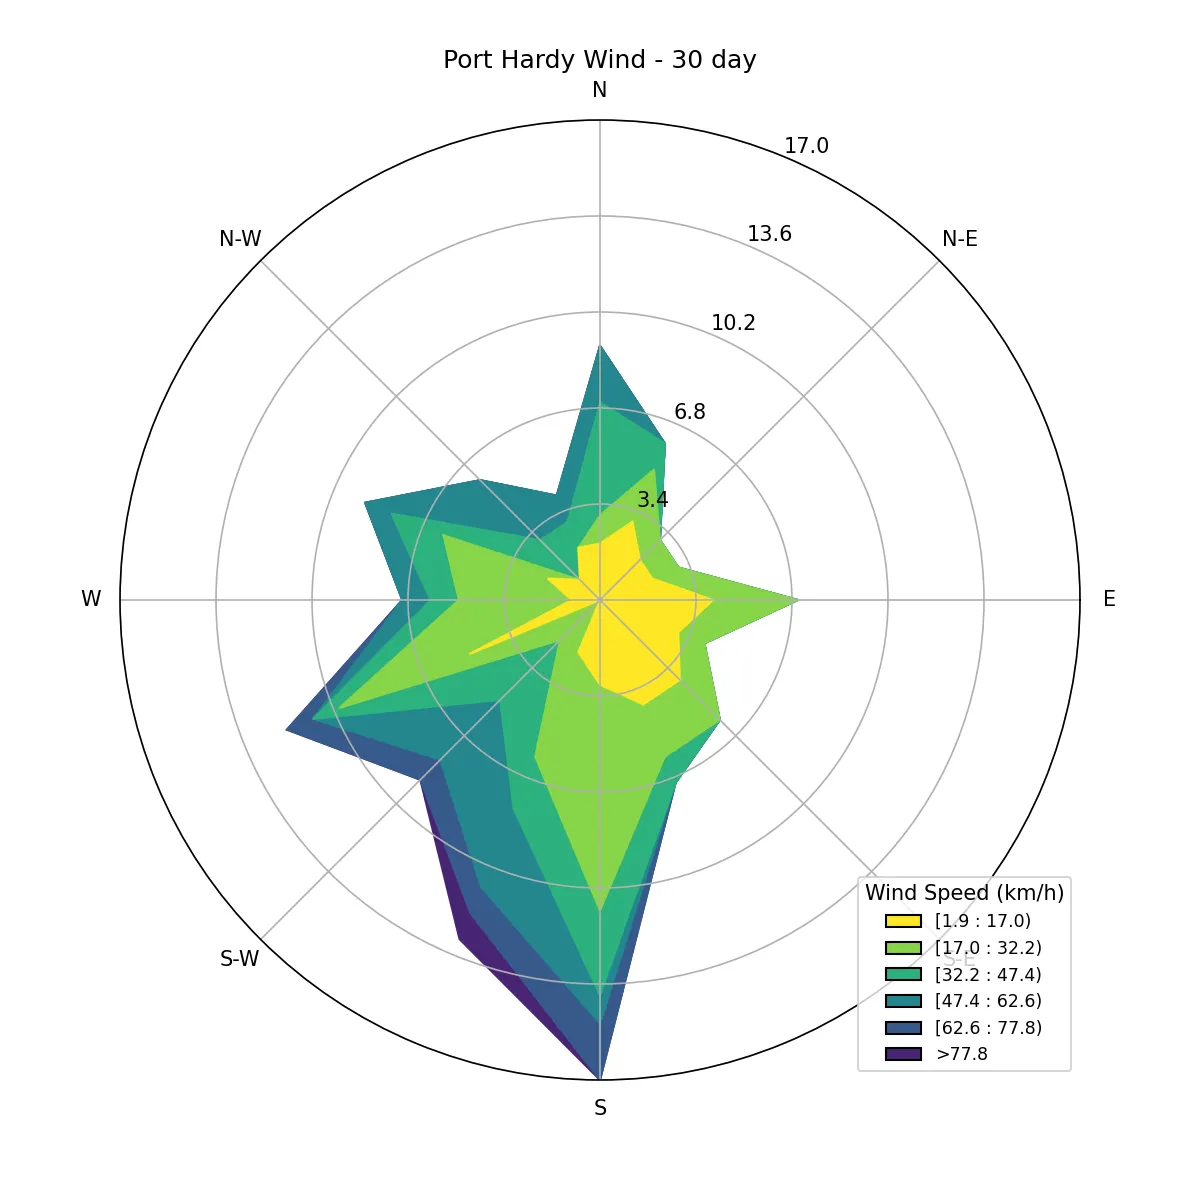 Port Hardy Wind - 30 day
N
17.0
13.6
N-W
N-E
10.2
6.8
3.4
W
E
S-W
S-E
Wind Speed (km/h)
[1.9 : 17.0)
[17.0 : 32.2)
[32.2 : 47.4)
[47.4 : 62.6)
[62.6 : 77.8)
>77.8
S